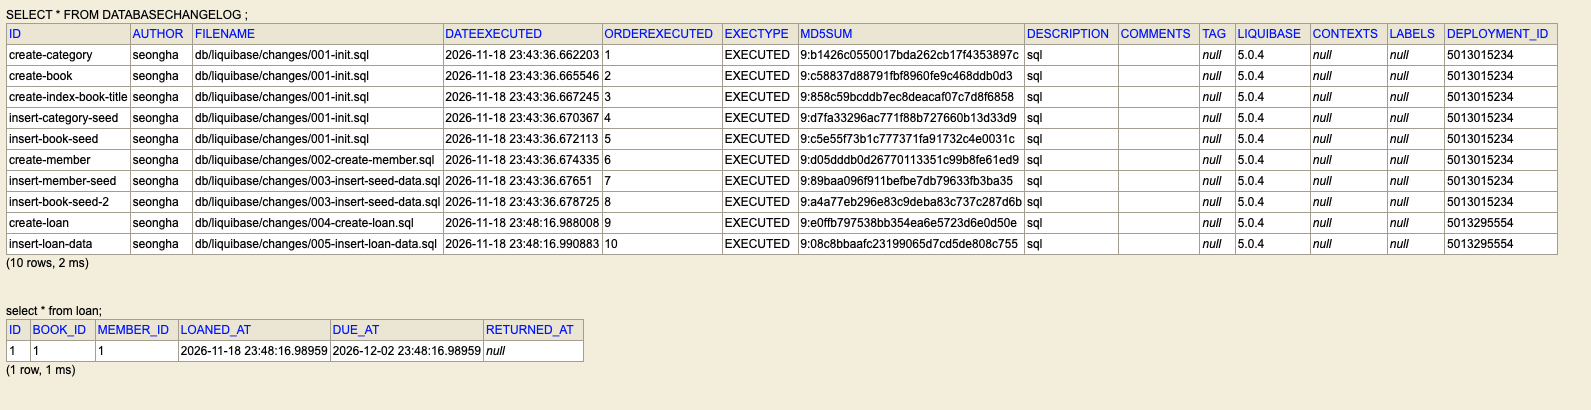 SELECT * FROM DATABASECHANGELOG ;
ID AUTHOR FILENAME DATEEXECUTED ORDEREXECUTED EXECTYPE MD5SUM DESCRIPTION COMMENTS TAG LIQUIBASE CONTEXTS LABELS DEPLOYMENT_ID
create-category seongha db/liquibase/changes/001-init.sql 2026-11-18 23:43:36.662203 1 EXECUTED 9:b1426c0550017bda262cb17f4353897c sql null 5.0.4 null null 5013015234
create-book seongha db/liquibase/changes/001-init.sql 2026-11-18 23:43:36.665546 2 EXECUTED 9:c58837d88791fbf8960fe9c468ddb0d3 sql null 5.0.4 null null 5013015234
create-index-book-title seongha db/liquibase/changes/001-init.sql 2026-11-18 23:43:36.667245 3 EXECUTED 9:858c59bcddb7ec8deacaf07c7d8f6858 sql null 5.0.4 null null 5013015234
insert-category-seed seongha db/liquibase/changes/001-init.sql 2026-11-18 23:43:36.670367 4 EXECUTED 9:d7fa33296ac771f88b727660b13d33d9 sql null 5.0.4 null null 5013015234
insert-book-seed seongha db/liquibase/changes/001-init.sql 2026-11-18 23:43:36.672113 5 EXECUTED 9:c5e55f73b1c777371fa91732c4e0031c sql null 5.0.4 null null 5013015234
create-member seongha db/liquibase/changes/002-create-member.sql 2026-11-18 23:43:36.674335 6 EXECUTED 9:d05dddb0d26770113351c99b8fe61ed9 sql null 5.0.4 null null 5013015234
insert-member-seed seongha db/liquibase/changes/003-insert-seed-data.sql 2026-11-18 23:43:36.67651 7 EXECUTED 9:89baa096f911befbe7db79633fb3ba35 sql null 5.0.4 null null 5013015234
insert-book-seed-2 seongha db/liquibase/changes/003-insert-seed-data.sql 2026-11-18 23:43:36.678725 8 EXECUTED 9:a4a77eb296e83c9deba83c737c287d6b sql null 5.0.4 null null 5013015234
create-loan seongha db/liquibase/changes/004-create-loan.sql 2026-11-18 23:48:16.988008 9 EXECUTED 9:e0ffb797538bb354ea6e5723d6e0d50e sql null 5.0.4 null null 5013295554
insert-loan-data seongha db/liquibase/changes/005-insert-loan-data.sql 2026-11-18 23:48:16.990883 10 EXECUTED 9:08c8bbaafc23199065d7cd5de808c755 sql null 5.0.4 null null 5013295554
(10 rows, 2 ms)
select * from loan;
ID BOOK_ID MEMBER_ID LOANED_AT DUE_AT RETURNED_AT
1 1 1 2026-11-18 23:48:16.98959 2026-12-02 23:48:16.98959 null
(1 row, 1 ms)